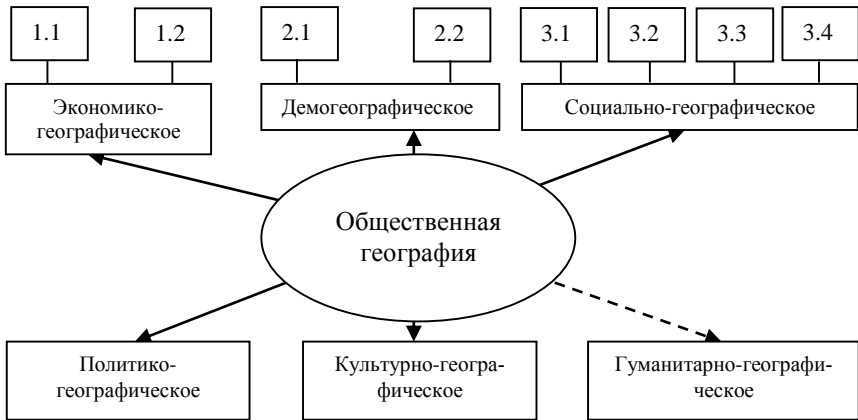 1.1
1.2
2.1
2.2
3.1
3.2
3.3
3.4
Экономико-
географическое
Демогеографическое
Социально-географическое
Общественная
география
Политико-
географическое
Культурно-геогра-
фическое
Гуманитарно-географи-
ческое